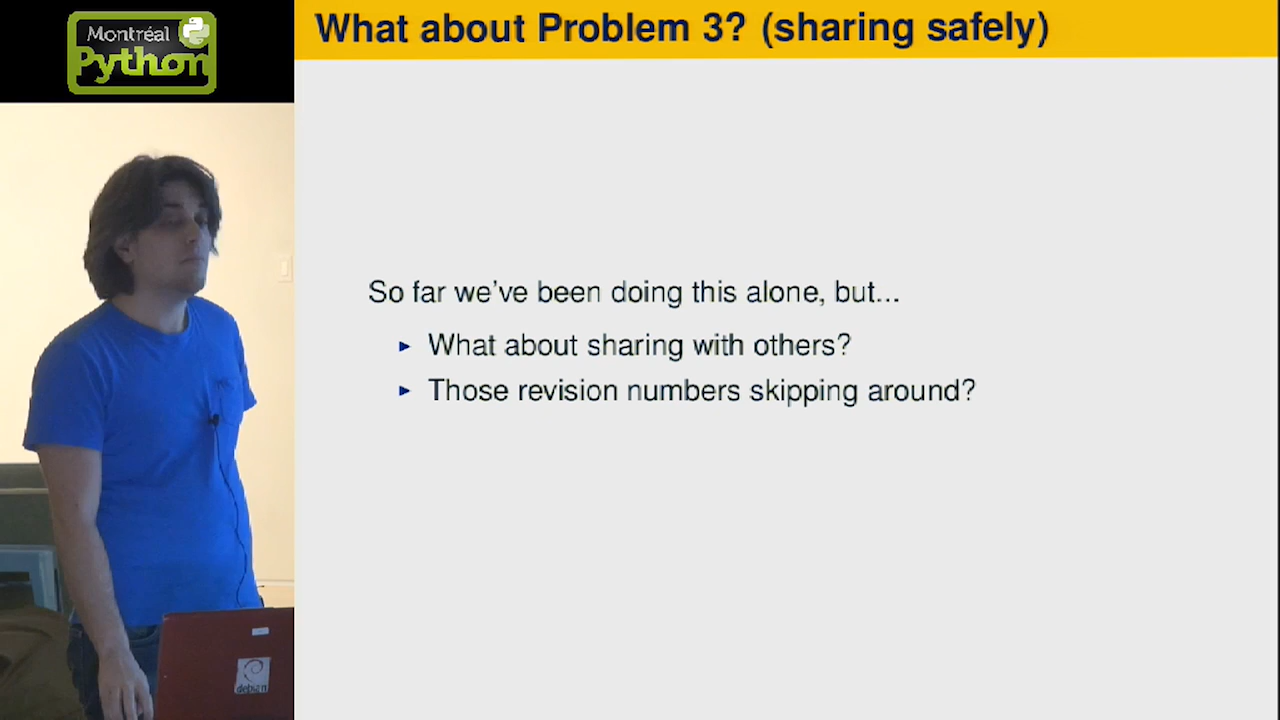 Montréal
Python
What about Problem 3? (sharing safely)
So far we've been doing this alone, but...
▸ What about sharing with others?
▸ Those revision numbers skipping around?
debian